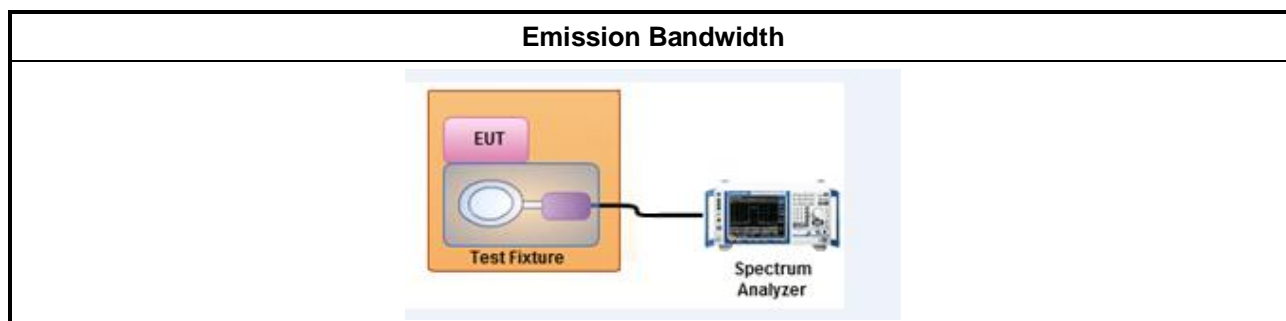 Emission Bandwidth
EUT
Test Fixture
Spectrum
Analyzer